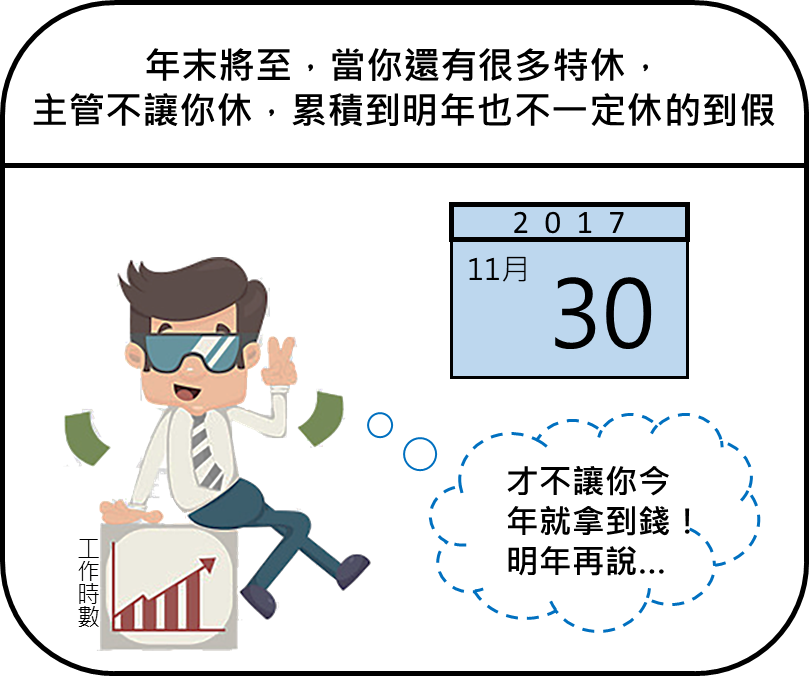 年末將至，當你還有很多特休，
主管不讓你休，累積到明年也不一定休的到假
2017
11月
30
才不讓你今
年就拿到錢！
明年再說...
工作時數